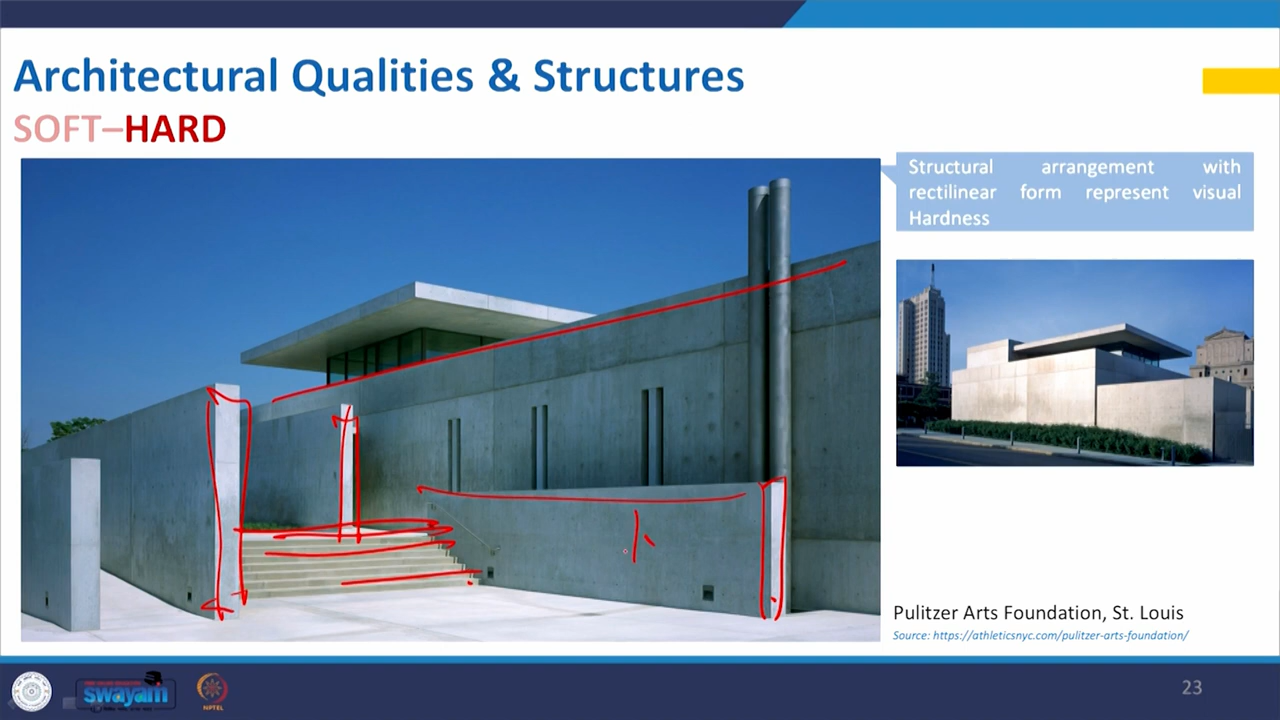 Architectural Qualities & Structures
SOFT–HARD
Structural arrangement with
rectilinear form represent visual
Hardness
Pulitzer Arts Foundation, St. Louis
Source: https://athleticsnyc.com/pulitzer-arts-foundation/
swayam
NPTEL
23